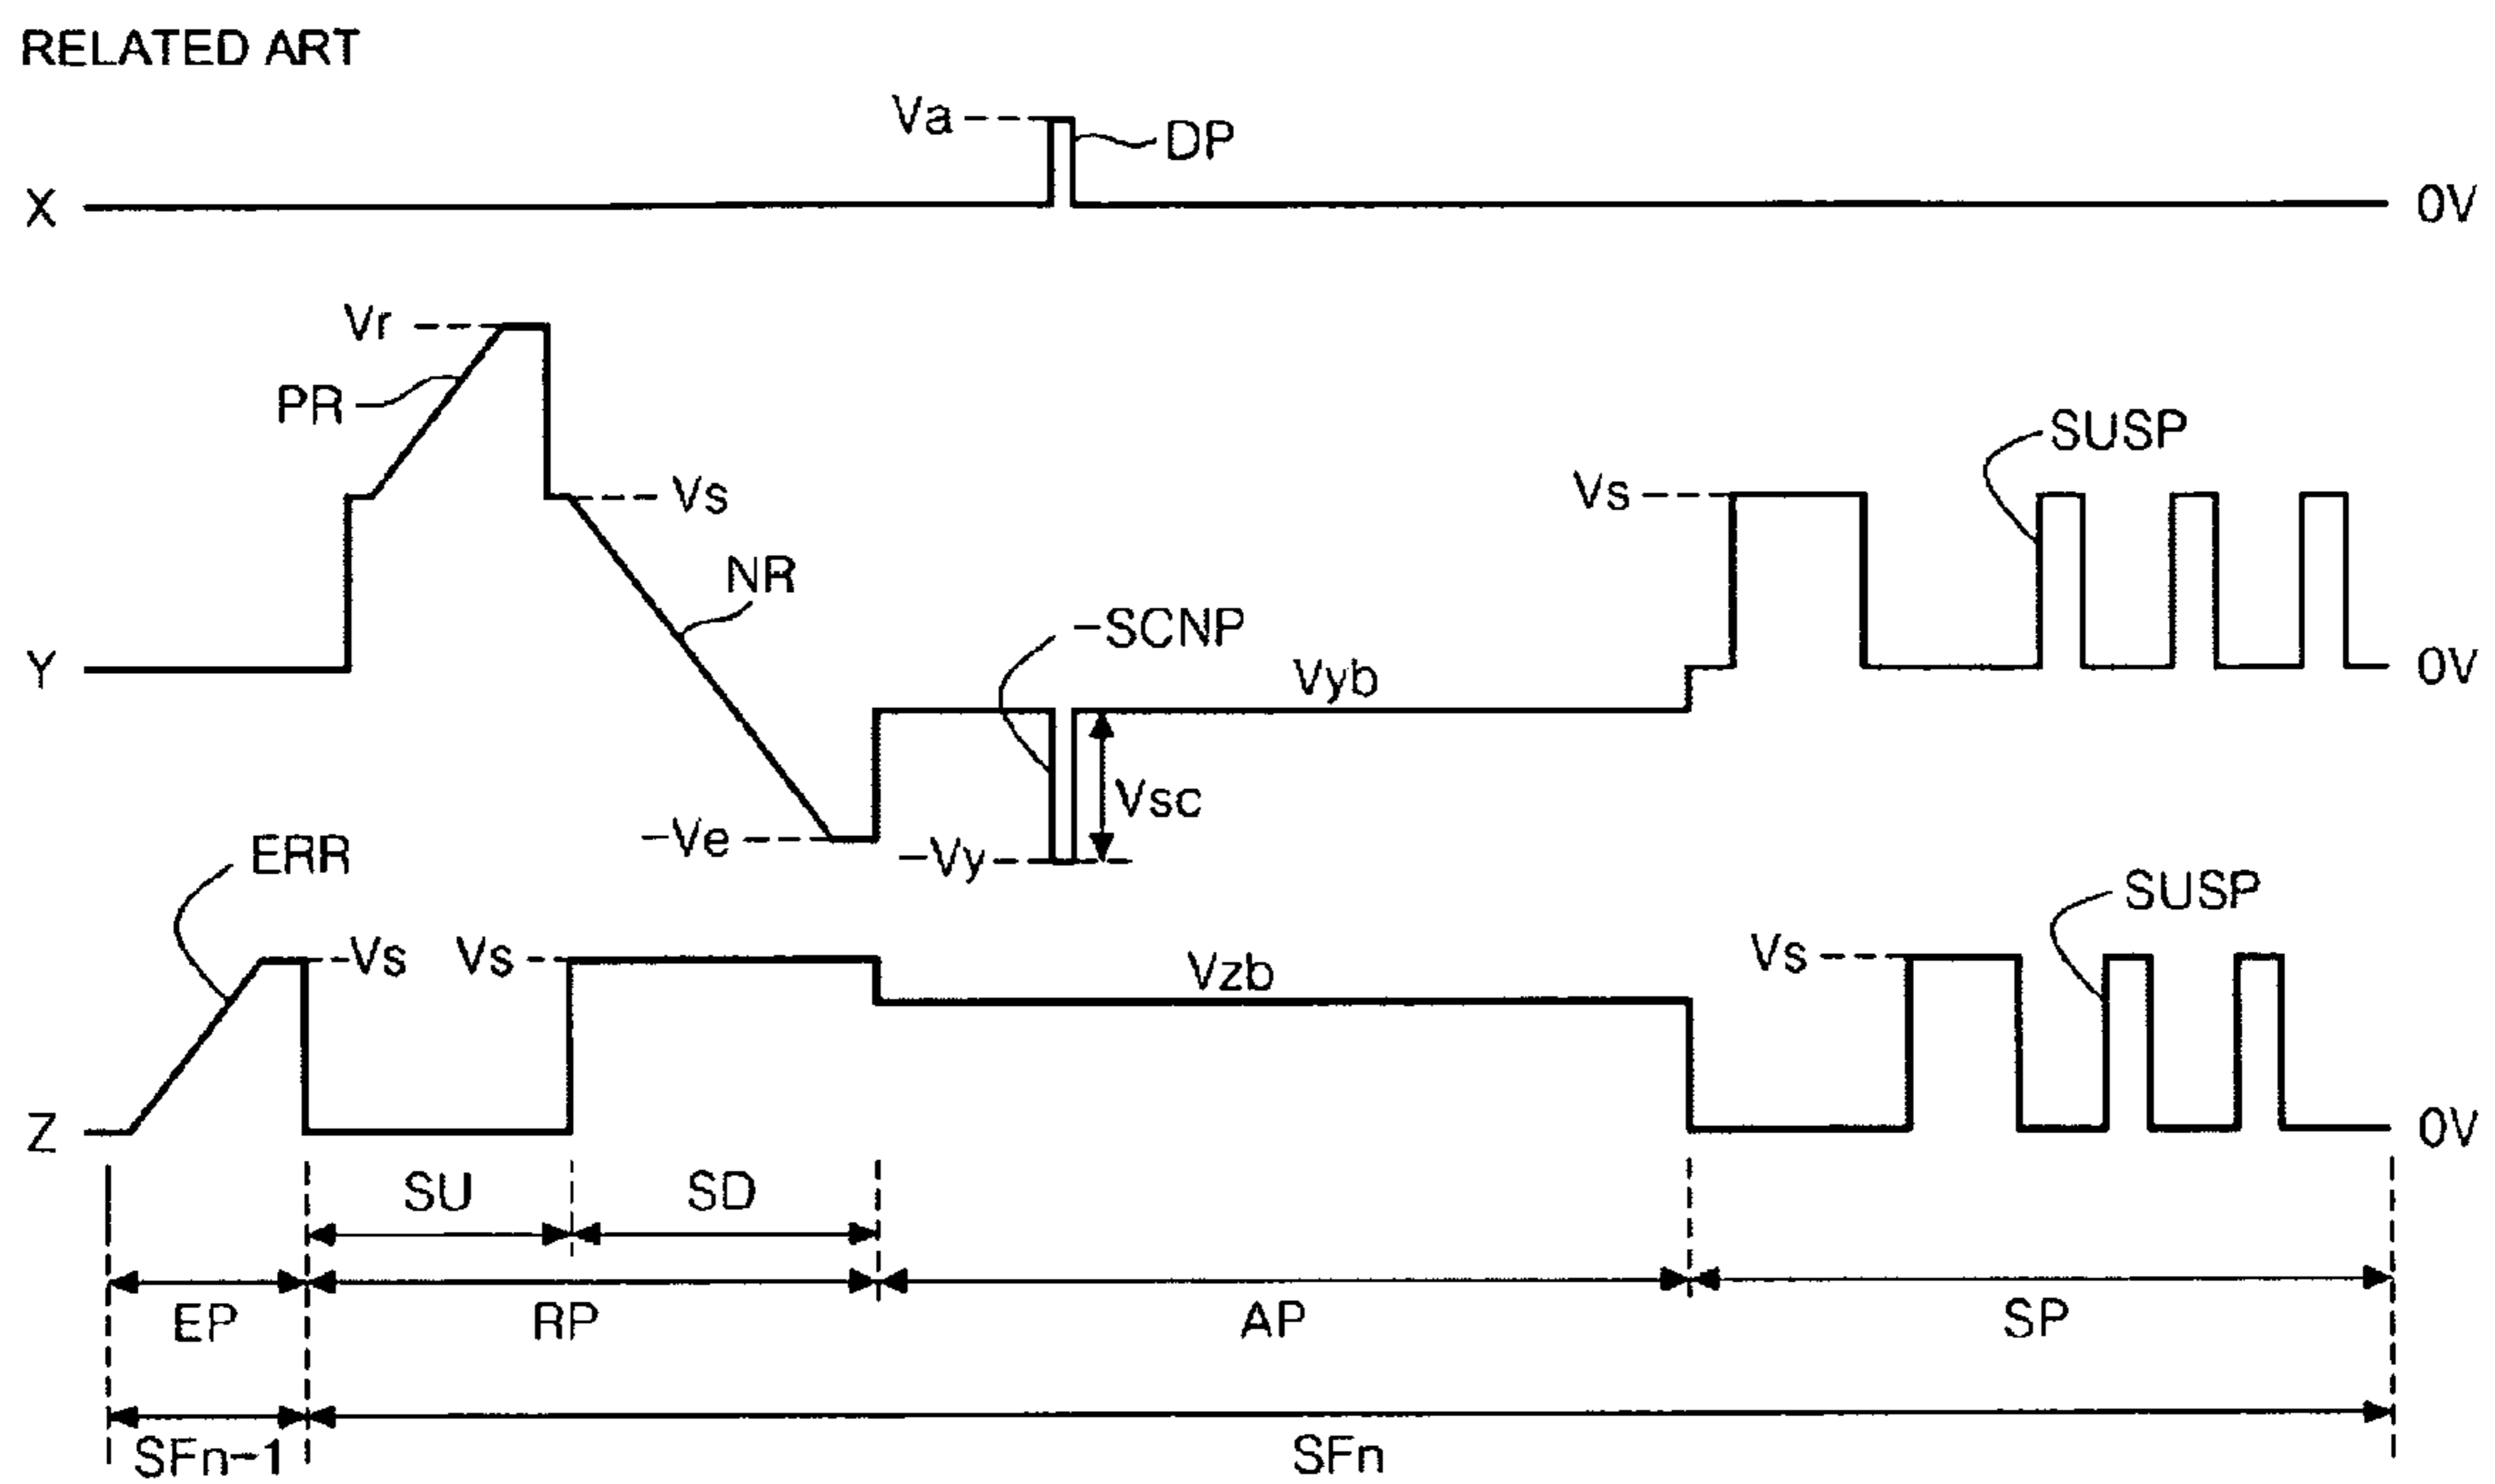 RELATED ART
Va
DP
X
0V
Vr
PR
Vs
NR
Vs
SUSP
-SCNP
Vyb
Y
0V
Vsc
-Ve
-Vy
ERR
SUSP
Vs
Vs
Vzb
Vs
Z
0V
SU
SD
EP
RP
AP
SP
SFn-1
SFn